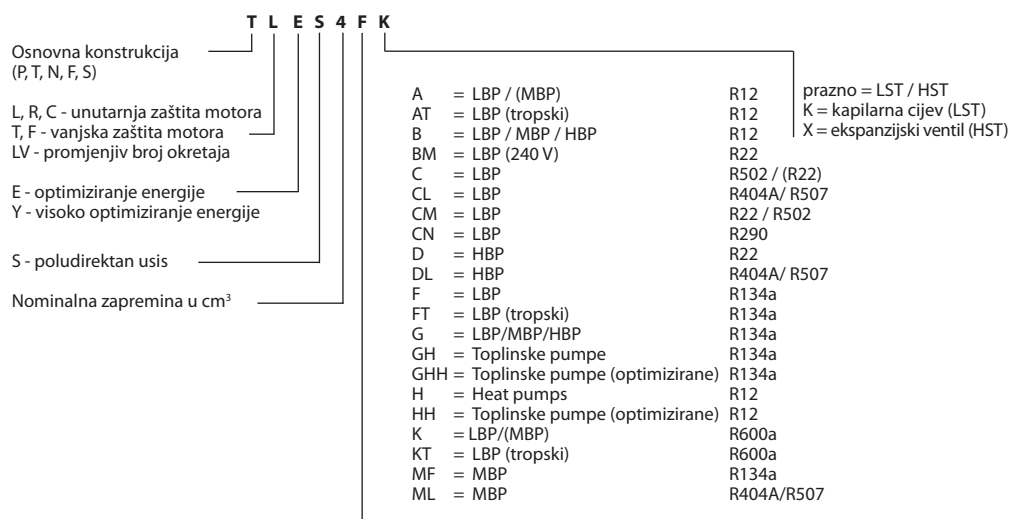 T L E S 4 F K
Osnovna konstrukcija
(P, T, N, F, S)
L, R, C - unutarnja zaštita motora
T, F - vanjska zaštita motora
LV - promjenjiv broj okretaja
E - optimiziranje energije
Y - visoko optimiziranje energije
S - poludirektan usis
Nominalna zapremina u cm³
A = LBP / (MBP) R12
AT = LBP (tropski) R12
B = LBP / MBP / HBP R12
BM = LBP (240 V) R22
C = LBP R502 / (R22)
CL = LBP R404A/ R507
CM = LBP R22 / R502
CN = LBP R290
D = HBP R22
DL = HBP R404A/ R507
F = LBP R134a
FT = LBP (tropski) R134a
G = LBP/MBP/HBP R134a
GH = Toplinske pumpe R134a
GHH = Toplinske pumpe (optimizirane) R134a
H = Heat pumps R12
HH = Toplinske pumpe (optimizirane) R12
K = LBP/(MBP) R600a
KT = LBP (tropski) R600a
MF = MBP R134a
ML = MBP R404A/R507
prazno = LST / HST
K = kapilarna cijev (LST)
X = ekspanzijski ventil (HST)